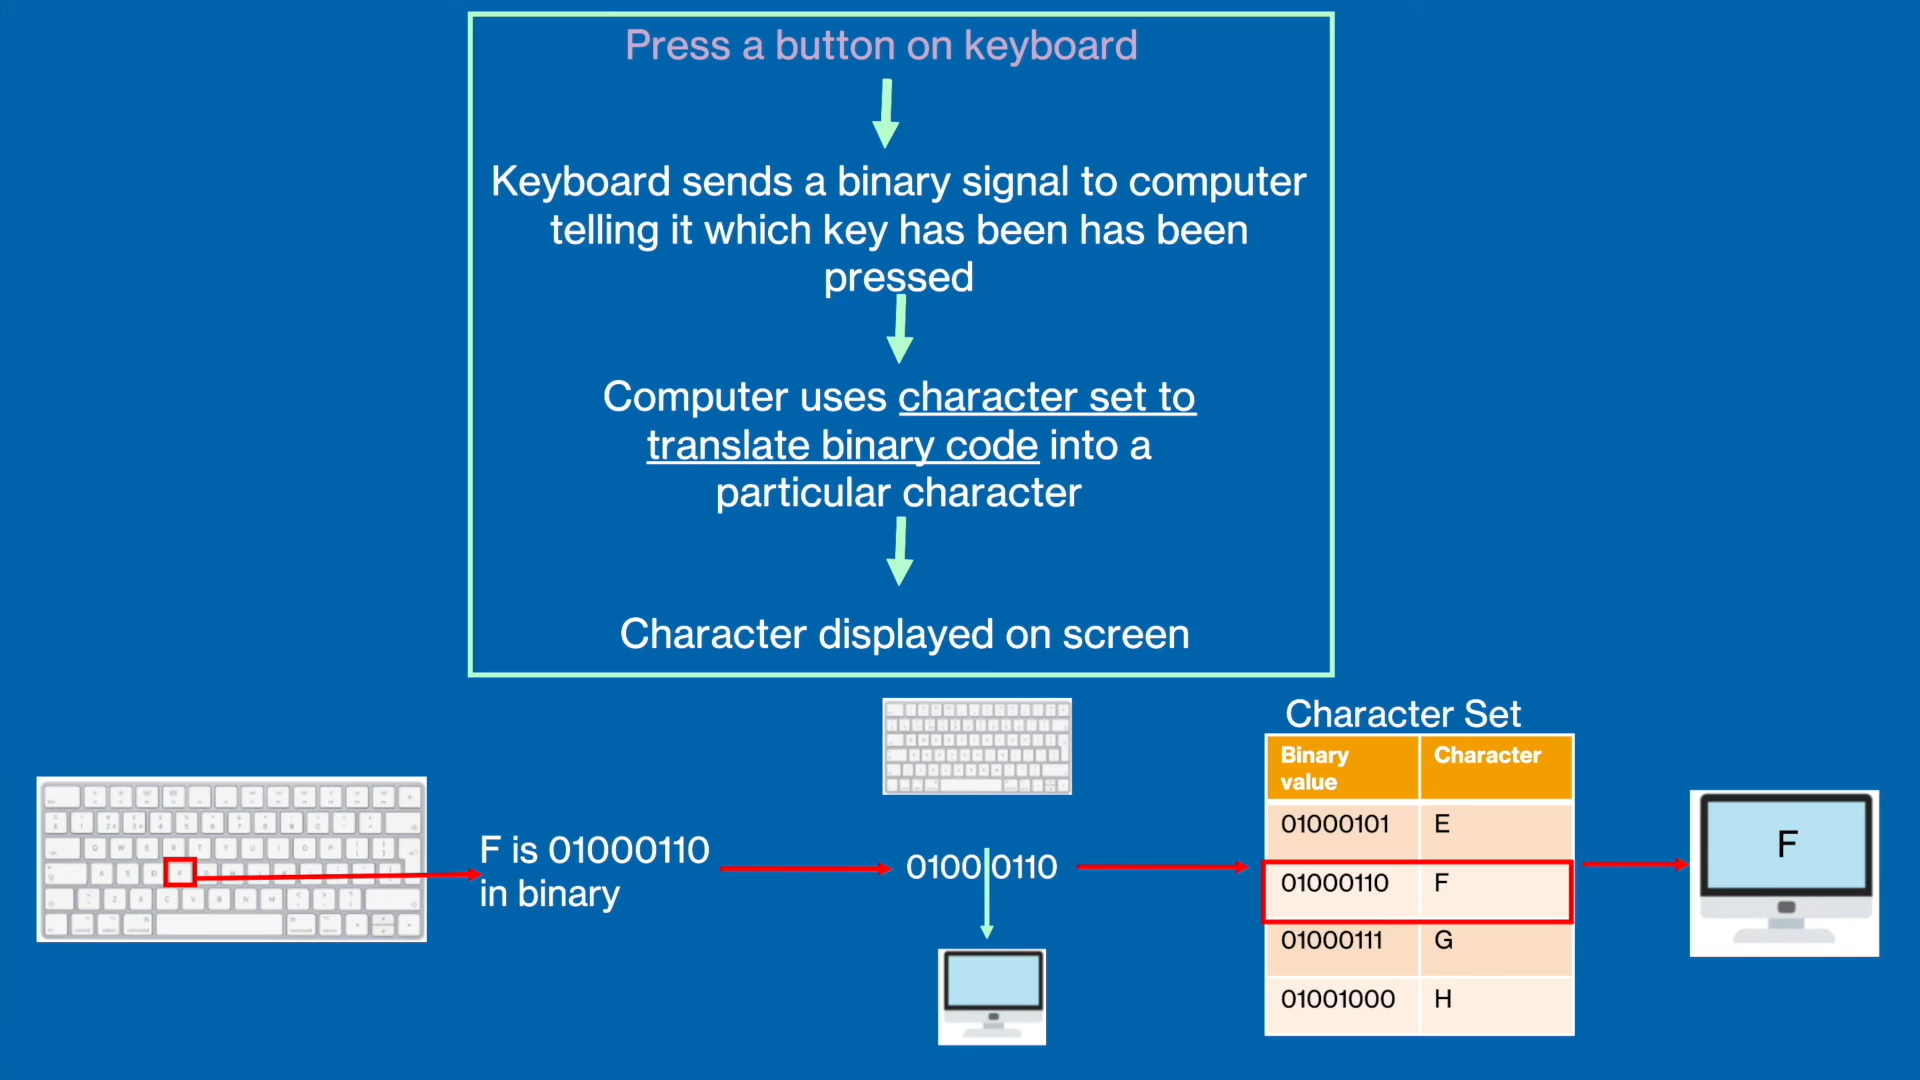 Press a button on keyboard
Keyboard sends a binary signal to computer
telling it which key has been has been
pressed
Computer uses character set to
translate binary code into a
particular character
Character displayed on screen
F is 01000110
in binary
0100 0110
Character Set
Binary value Character
01000101 E
01000110 F
01000111 G
01001000 H
F